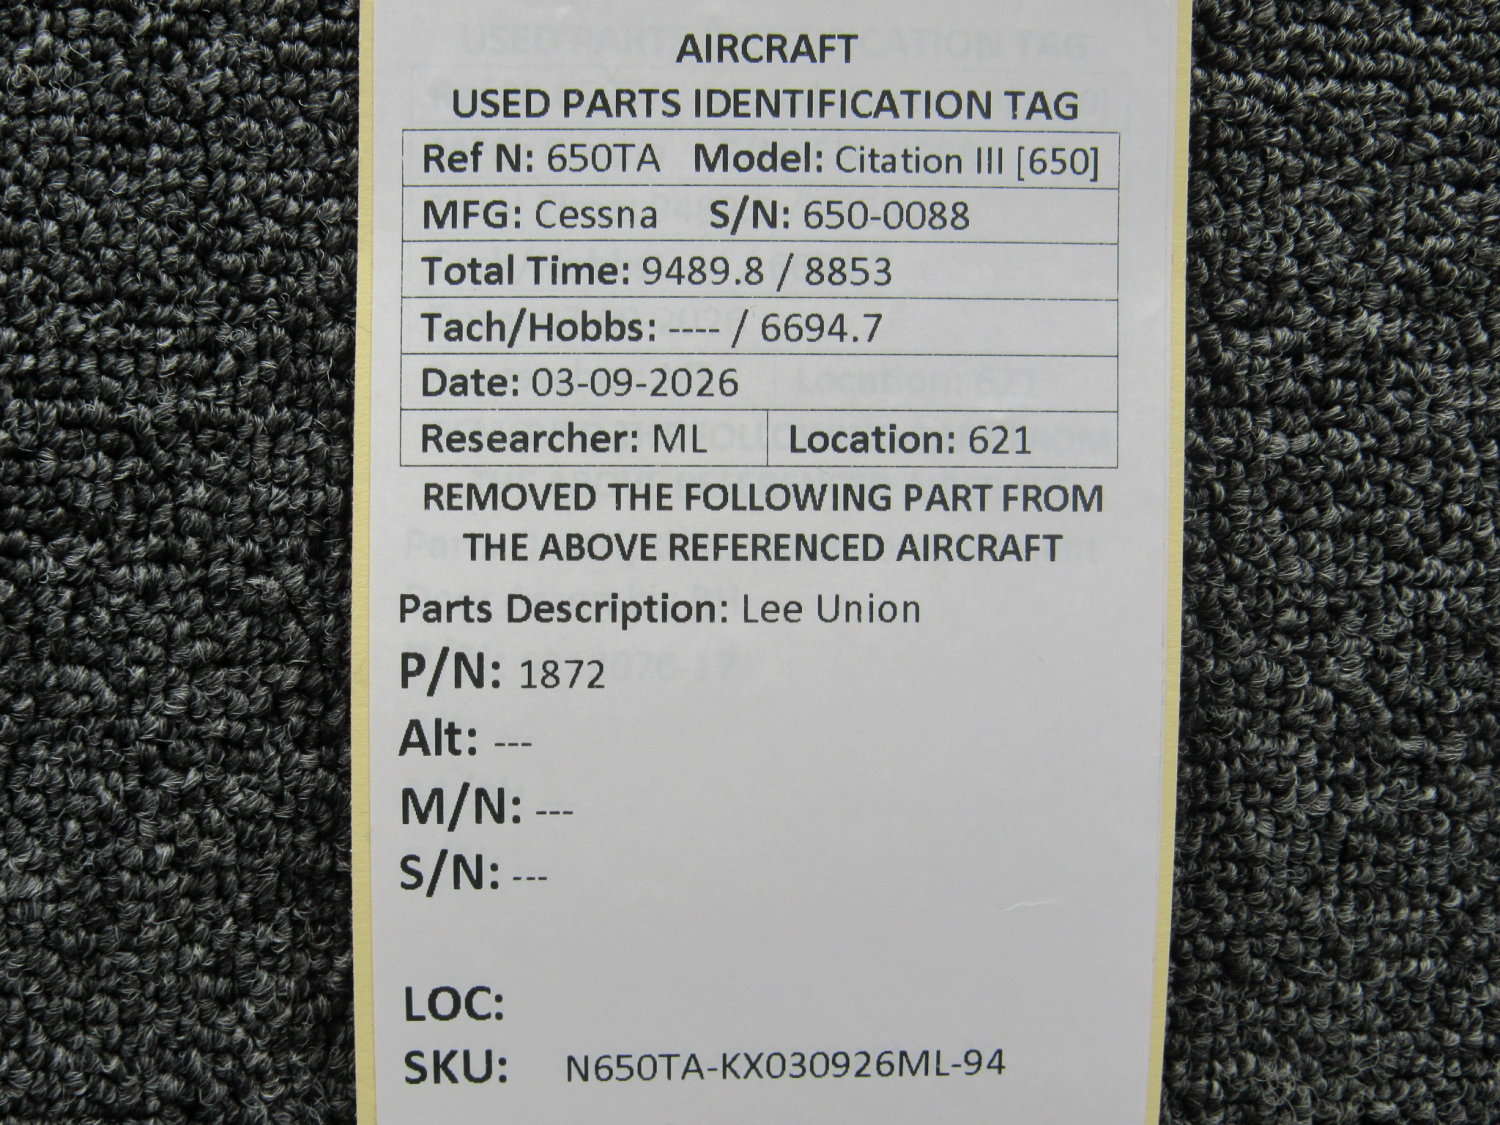 AIRCRAFT
USED PARTS IDENTIFICATION TAG
Ref N: 650TA Model: Citation III [650]
MFG: Cessna S/N: 650-0088
Total Time: 9489.8 / 8853
Tach/Hobbs: ---- / 6694.7
Date: 03-09-2026
Researcher: ML Location: 621
REMOVED THE FOLLOWING PART FROM
THE ABOVE REFERENCED AIRCRAFT
Parts Description: Lee Union
P/N: 1872
Alt: ---
M/N: ---
S/N: ---
LOC:
SKU: N650TA-KX030926ML-94